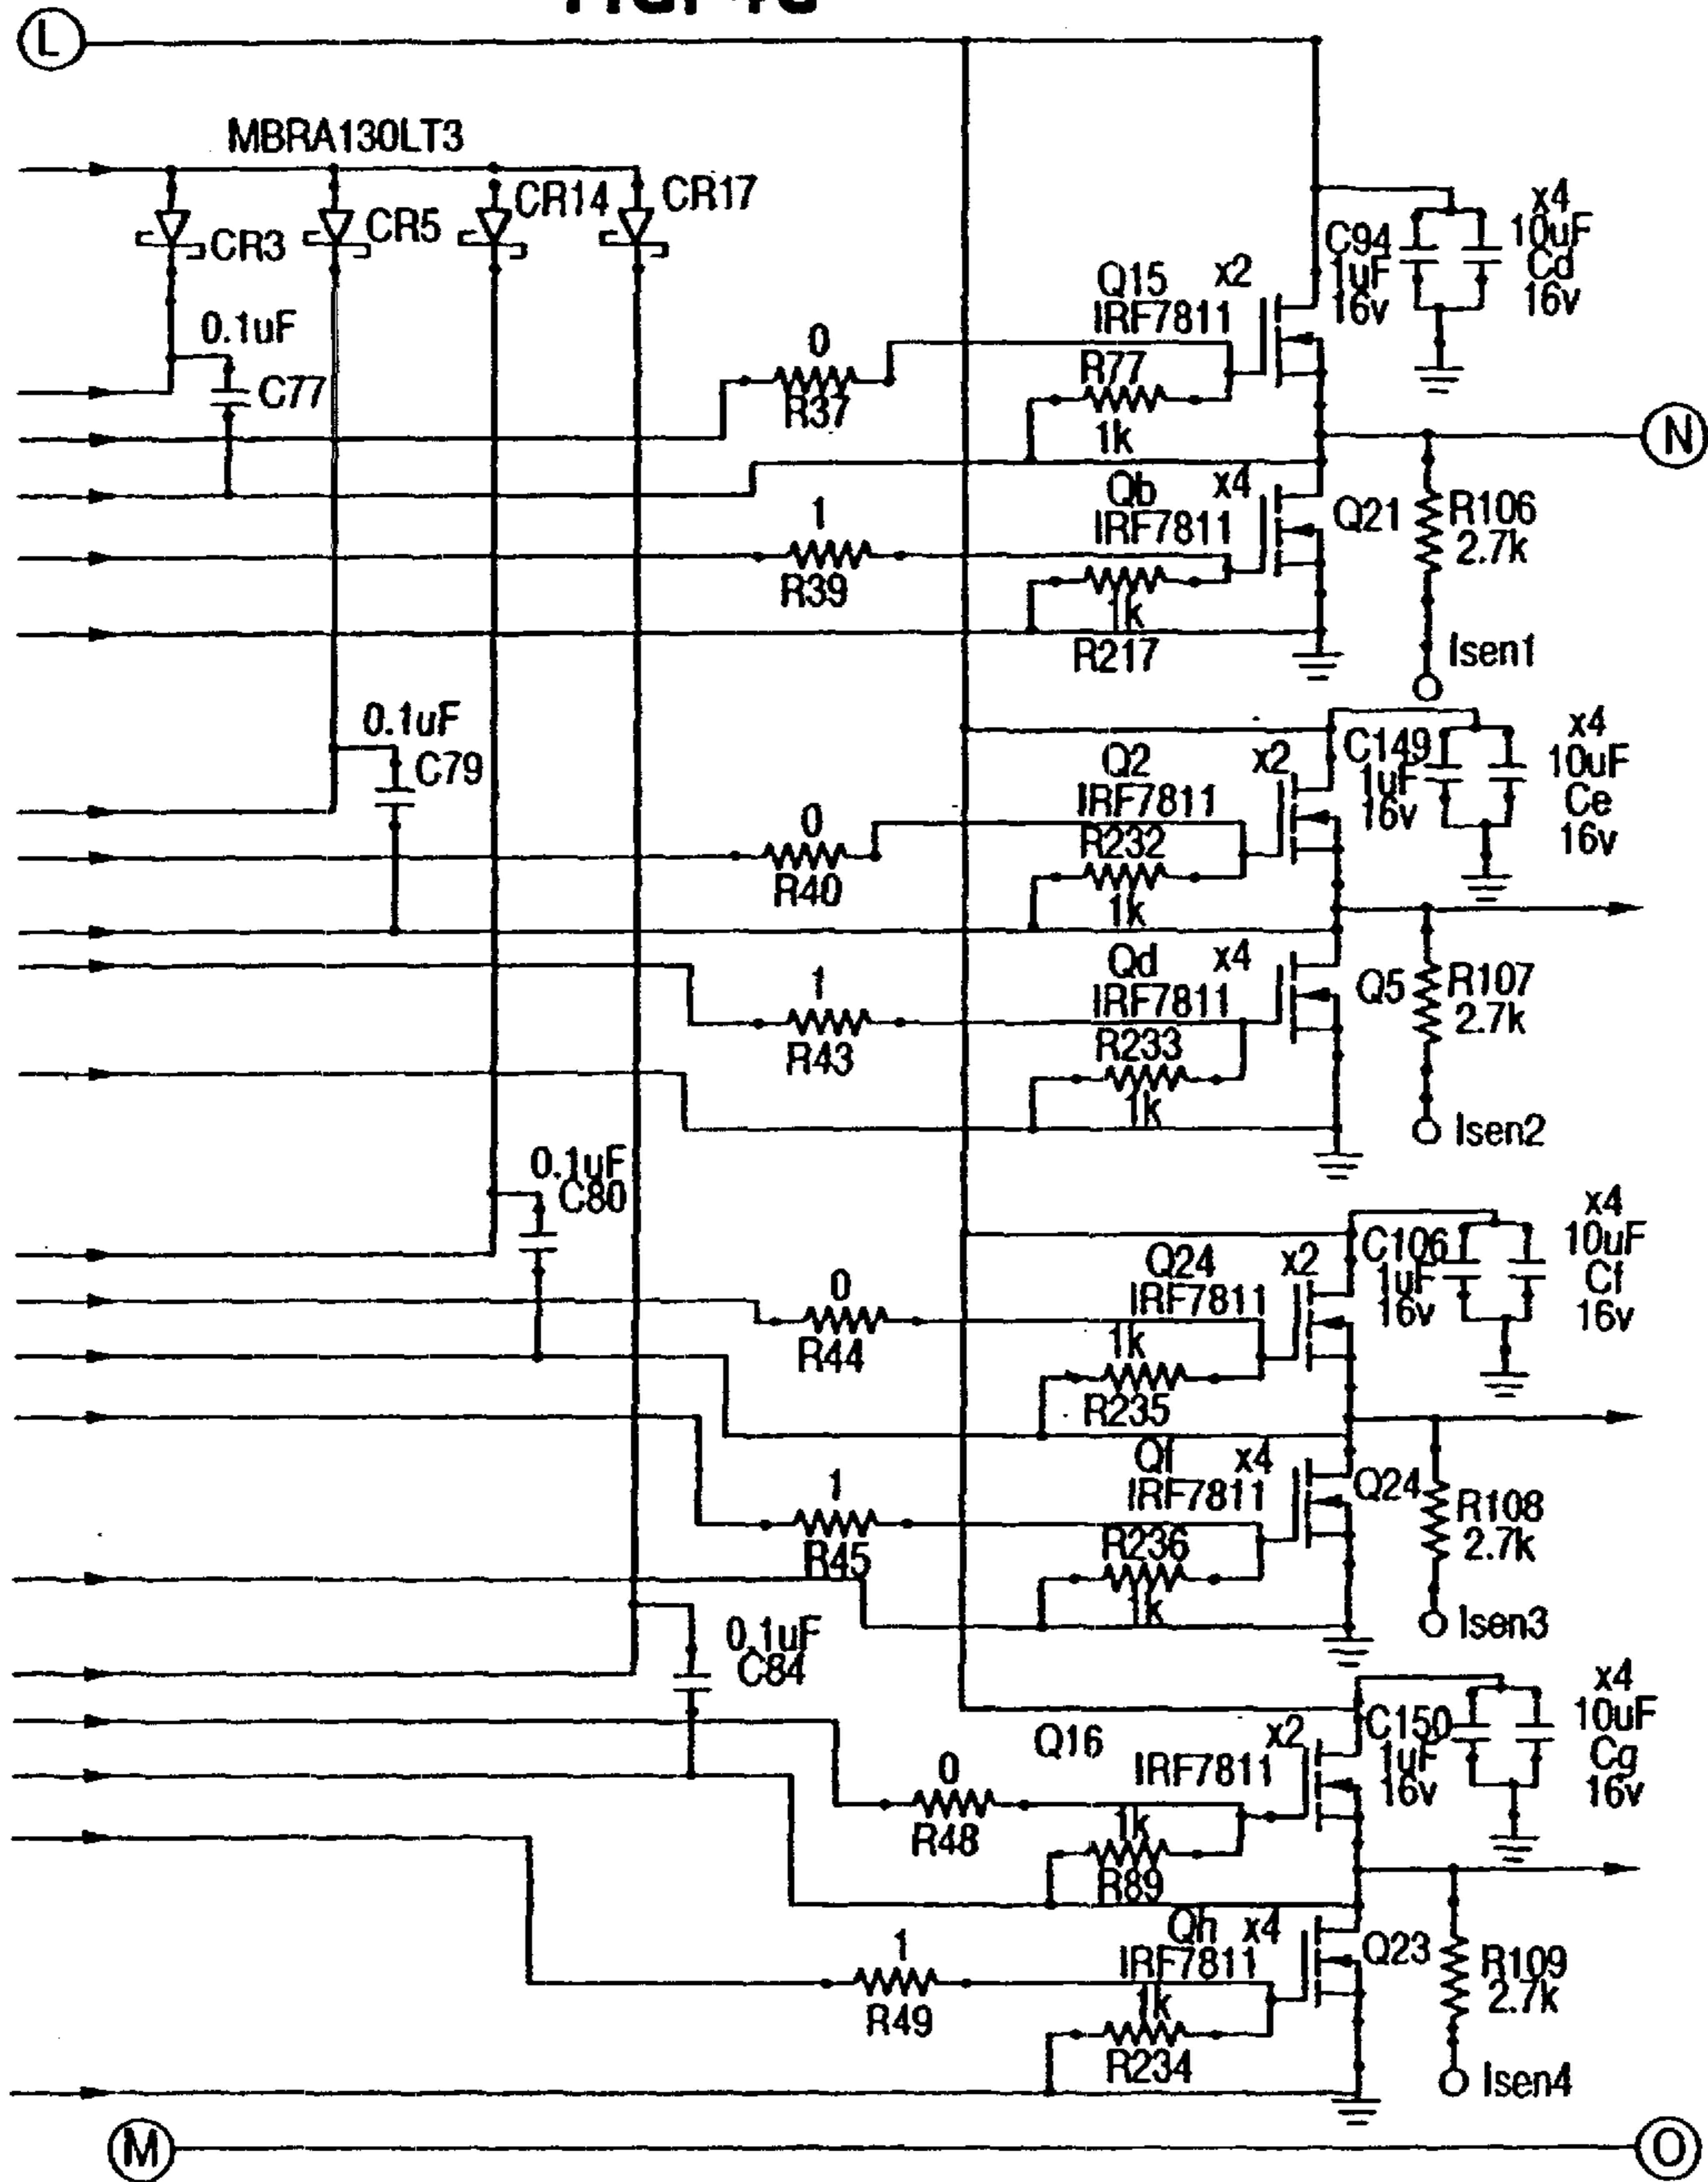 L
MBRA130LT3
CR3
CR5
CR14
CR17
0.1uF
C77
0
R37
Q15
x2
IRF7811
R77
1k
C94
1uF
16v
x4
10uF
Cd
16v
N
1
R39
Qb
x4
IRF7811
1k
R217
Q21
R106
2.7k
Isen1
0.1uF
C79
0
R40
Q2
x2
IRF7811
R232
1k
C149
1uF
16v
x4
10uF
Ce
16v
1
R43
Qd
x4
IRF7811
R233
1k
Q5
R107
2.7k
Isen2
0.1uF
C80
0
R44
Q24
x2
IRF7811
1k
R235
C106
1uF
16v
x4
10uF
Cf
16v
1
R45
Qf
x4
IRF7811
R236
1k
Q24
R108
2.7k
Isen3
0.1uF
C84
0
R48
Q16
x2
IRF7811
1k
R89
C150
1uF
16v
x4
10uF
Cg
16v
1
R49
Qh
x4
IRF7811
1k
R234
Q23
R109
2.7k
Isen4
M
O